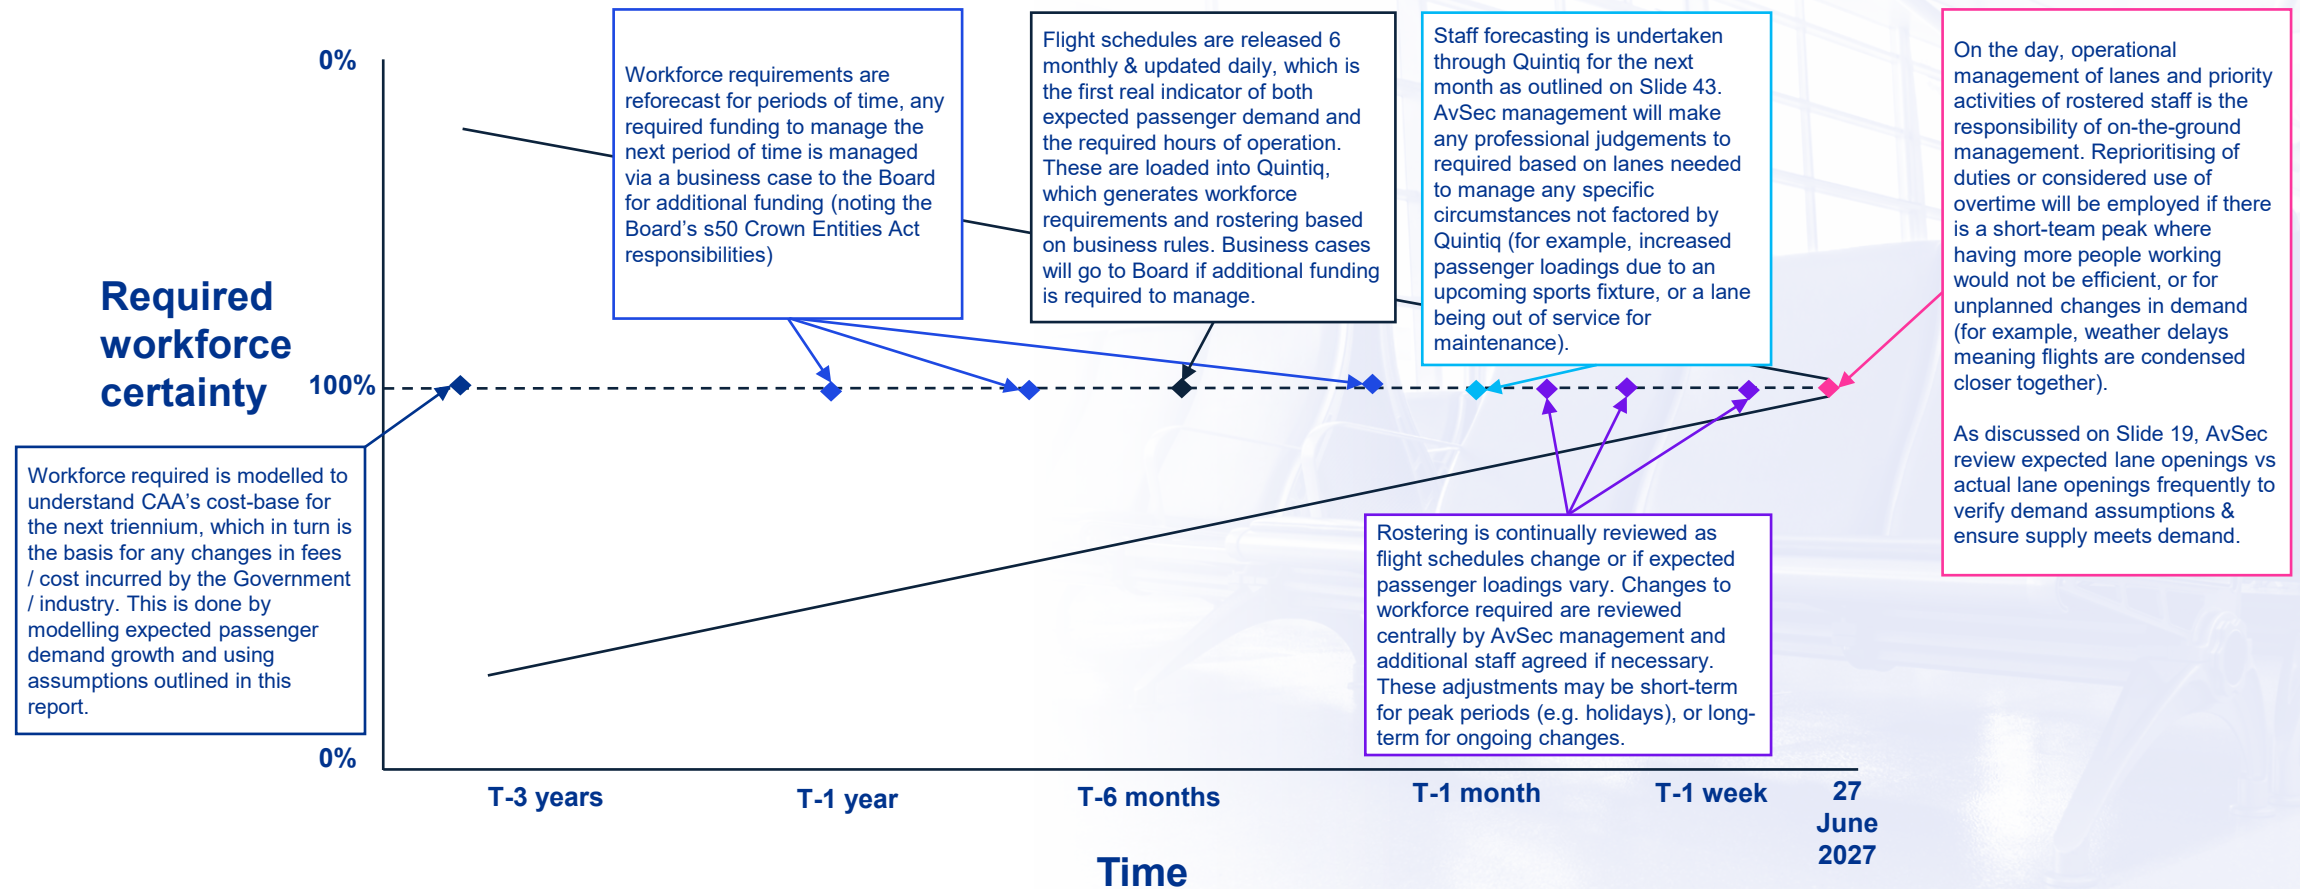 0%
Required
workforce
certainty
100%
0%
Workforce requirements are
reforecast for periods of time, any
required funding to manage the
next period of time is managed
via a business case to the Board
for additional funding (noting the
Board’s s50 Crown Entities Act
responsibilities)
Flight schedules are released 6
monthly & updated daily, which is
the first real indicator of both
expected passenger demand and
the required hours of operation.
These are loaded into Quintiq,
which generates workforce
requirements and rostering based
on business rules. Business cases
will go to Board if additional funding
is required to manage.
Staff forecasting is undertaken
through Quintiq for the next
month as outlined on Slide 43.
AvSec management will make
any professional judgements to
required based on lanes needed
to manage any specific
circumstances not factored by
Quintiq (for example, increased
passenger loadings due to an
upcoming sports fixture, or a lane
being out of service for
maintenance).
On the day, operational
management of lanes and priority
activities of rostered staff is the
responsibility of on-the-ground
management. Reprioritising of
duties or considered use of
overtime will be employed if there
is a short-team peak where
having more people working
would not be efficient, or for
unplanned changes in demand
(for example, weather delays
meaning flights are condensed
closer together).
As discussed on Slide 19, AvSec
review expected lane openings vs
actual lane openings frequently to
verify demand assumptions &
ensure supply meets demand.
Workforce required is modelled to
understand CAA’s cost-base for
the next triennium, which in turn is
the basis for any changes in fees
/ cost incurred by the Government
/ industry. This is done by
modelling expected passenger
demand growth and using
assumptions outlined in this
report.
Rostering is continually reviewed as
flight schedules change or if expected
passenger loadings vary. Changes to
workforce required are reviewed
centrally by AvSec management and
additional staff agreed if necessary.
These adjustments may be short-term
for peak periods (e.g. holidays), or long-
term for ongoing changes.
T-3 years
T-1 year
T-6 months
T-1 month
T-1 week
27
June
2027
Time